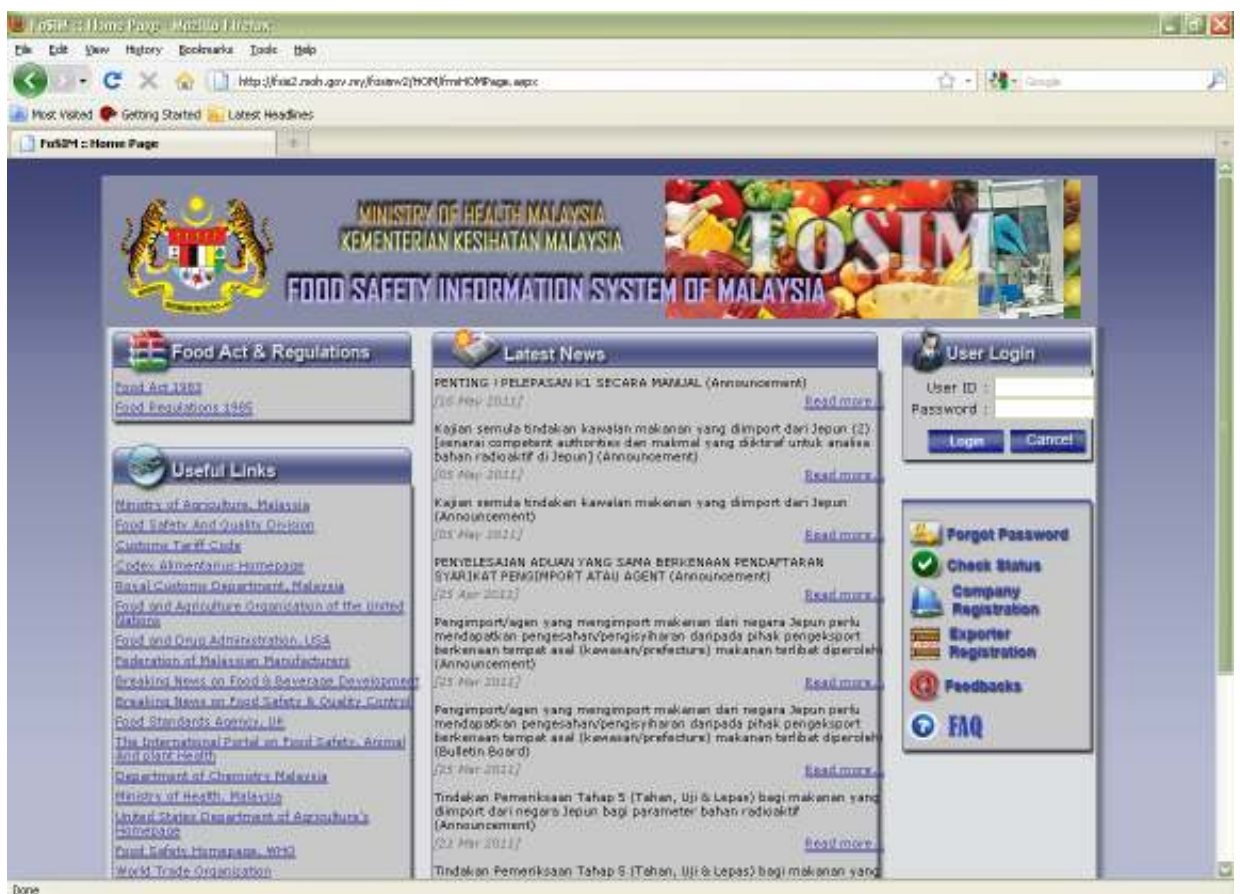 FoSIM :: Home Page - Mozilla Firefox
File Edit View History Bookmarks Tools Help
Google
Most Visited Getting Started Latest Headlines
FoSIM :: Home Page
MINISTRY OF HEALTH MALAYSIA
KEMENTERIAN KESIHATAN MALAYSIA
FOOD SAFETY INFORMATION SYSTEM OF MALAYSIA
FoSIM
Food Act & Regulations
Food Act 1983
Food Regulations 1985
Useful Links
Ministry of Agriculture, Malaysia
Food Safety And Quality Division
Customs Tariff Code
Codex Alimentarius Homepage
Royal Customs Department, Malaysia
Food and Agriculture Organisation of the United
Nations
Food and Drug Administration, USA
Federation of Malaysian Manufacturers
Breaking News on Food & Beverage Development
Breaking News on Food Safety & Quality Control
Food Standards Agency, UK
The International Portal on Food Safety, Animal
And plant Health
Department of Chemistry Malaysia
Ministry of Health, Malaysia
United States Department of Agriculture's
Homepage
Food Safety Homepage, WHO
World Trade Organisation
Latest News
PENTING ! PELEPASAN K1 SECARA MANUAL (Announcement)
[16 May 2011] Read more...
Kajian semula tindakan kawalan makanan yang diimport dari Jepun (2)
[senarai competent authorities dan makmal yang diiktiraf untuk analisa
bahan radioaktif di Jepun] (Announcement)
[05 May 2011] Read more...
Kajian semula tindakan kawalan makanan yang diimport dari Jepun
(Announcement)
[05 May 2011] Read more...
PENYELESAIAN ADUAN YANG SAMA BERKENAAN PENDAFTARAN
SYARIKAT PENGIMPORT ATAU AGENT (Announcement)
[25 Apr 2011] Read more...
Pengimport/agen yang mengimport makanan dari negara Jepun perlu
mendapatkan pengesahan/pengisyiharan daripada pihak pengeksport
berkenaan tempat asal (kawasan/prefecture) makanan terlibat diperolehi
(Announcement)
[25 Mar 2011] Read more...
Pengimport/agen yang mengimport makanan dari negara Jepun perlu
mendapatkan pengesahan/pengisyiharan daripada pihak pengeksport
berkenaan tempat asal (kawasan/prefecture) makanan terlibat diperolehi
(Bulletin Board)
[25 Mar 2011] Read more...
Tindakan Pemeriksaan Tahap 5 (Tahan, Uji & Lepas) bagi makanan yang
diimport dari negara Jepun bagi parameter bahan radioaktif
(Announcement)
[22 Mar 2011] Read more...
Tindakan Pemeriksaan Tahap 5 (Tahan, Uji & Lepas) bagi makanan yang
User Login
User ID :
Password :
Login Cancel
Forgot Password
Check Status
Company
Registration
Exporter
Registration
Feedbacks
FAQ
Done